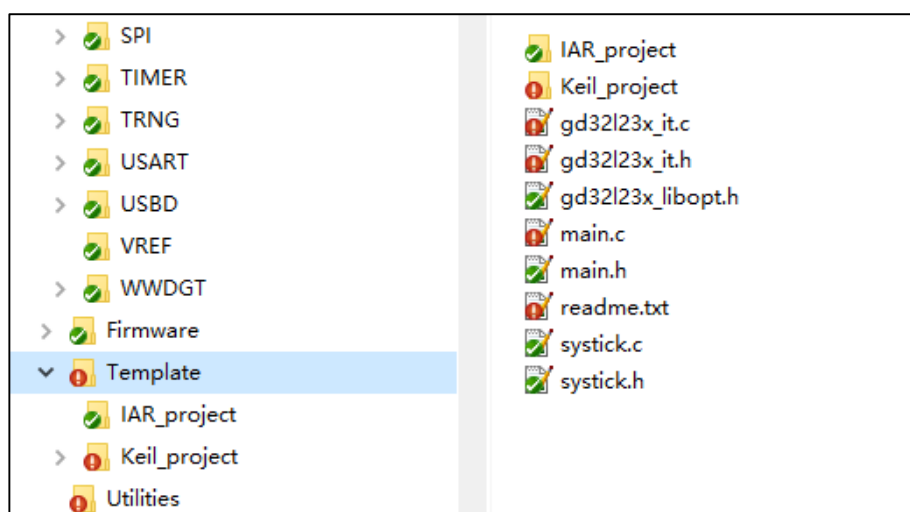 SPI
TIMER
TRNG
USART
USBD
VREF
WWDGT
Firmware
Template
IAR_project
Keil_project
Utilities
IAR_project
Keil_project
gd32l23x_it.c
gd32l23x_it.h
gd32l23x_libopt.h
main.c
main.h
readme.txt
systick.c
systick.h